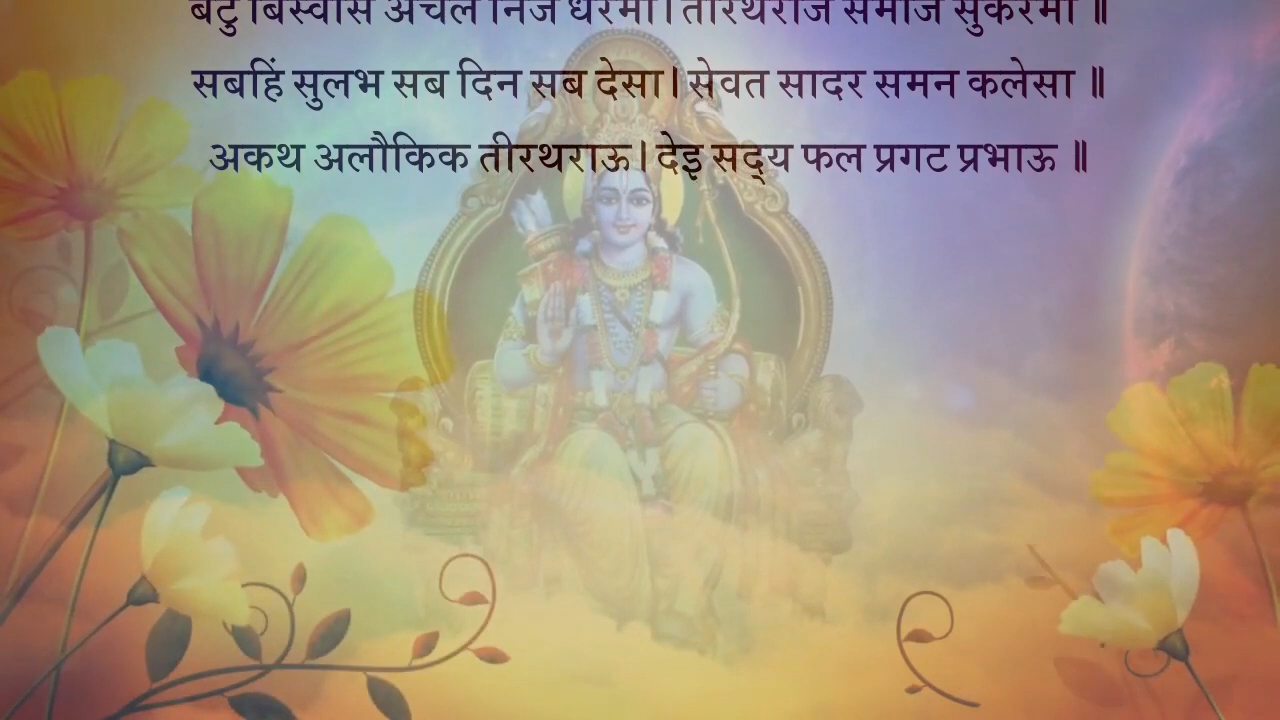 बटु बिस्वास अचल निज धरमा। तीरथराज समाज सुकरमा ॥
सबहिं सुलभ सब दिन सब देसा। सेवत सादर समन कलेसा ॥
अकथ अलौकिक तीरथराऊ। देइ सद्य फल प्रगट प्रभाऊ ॥